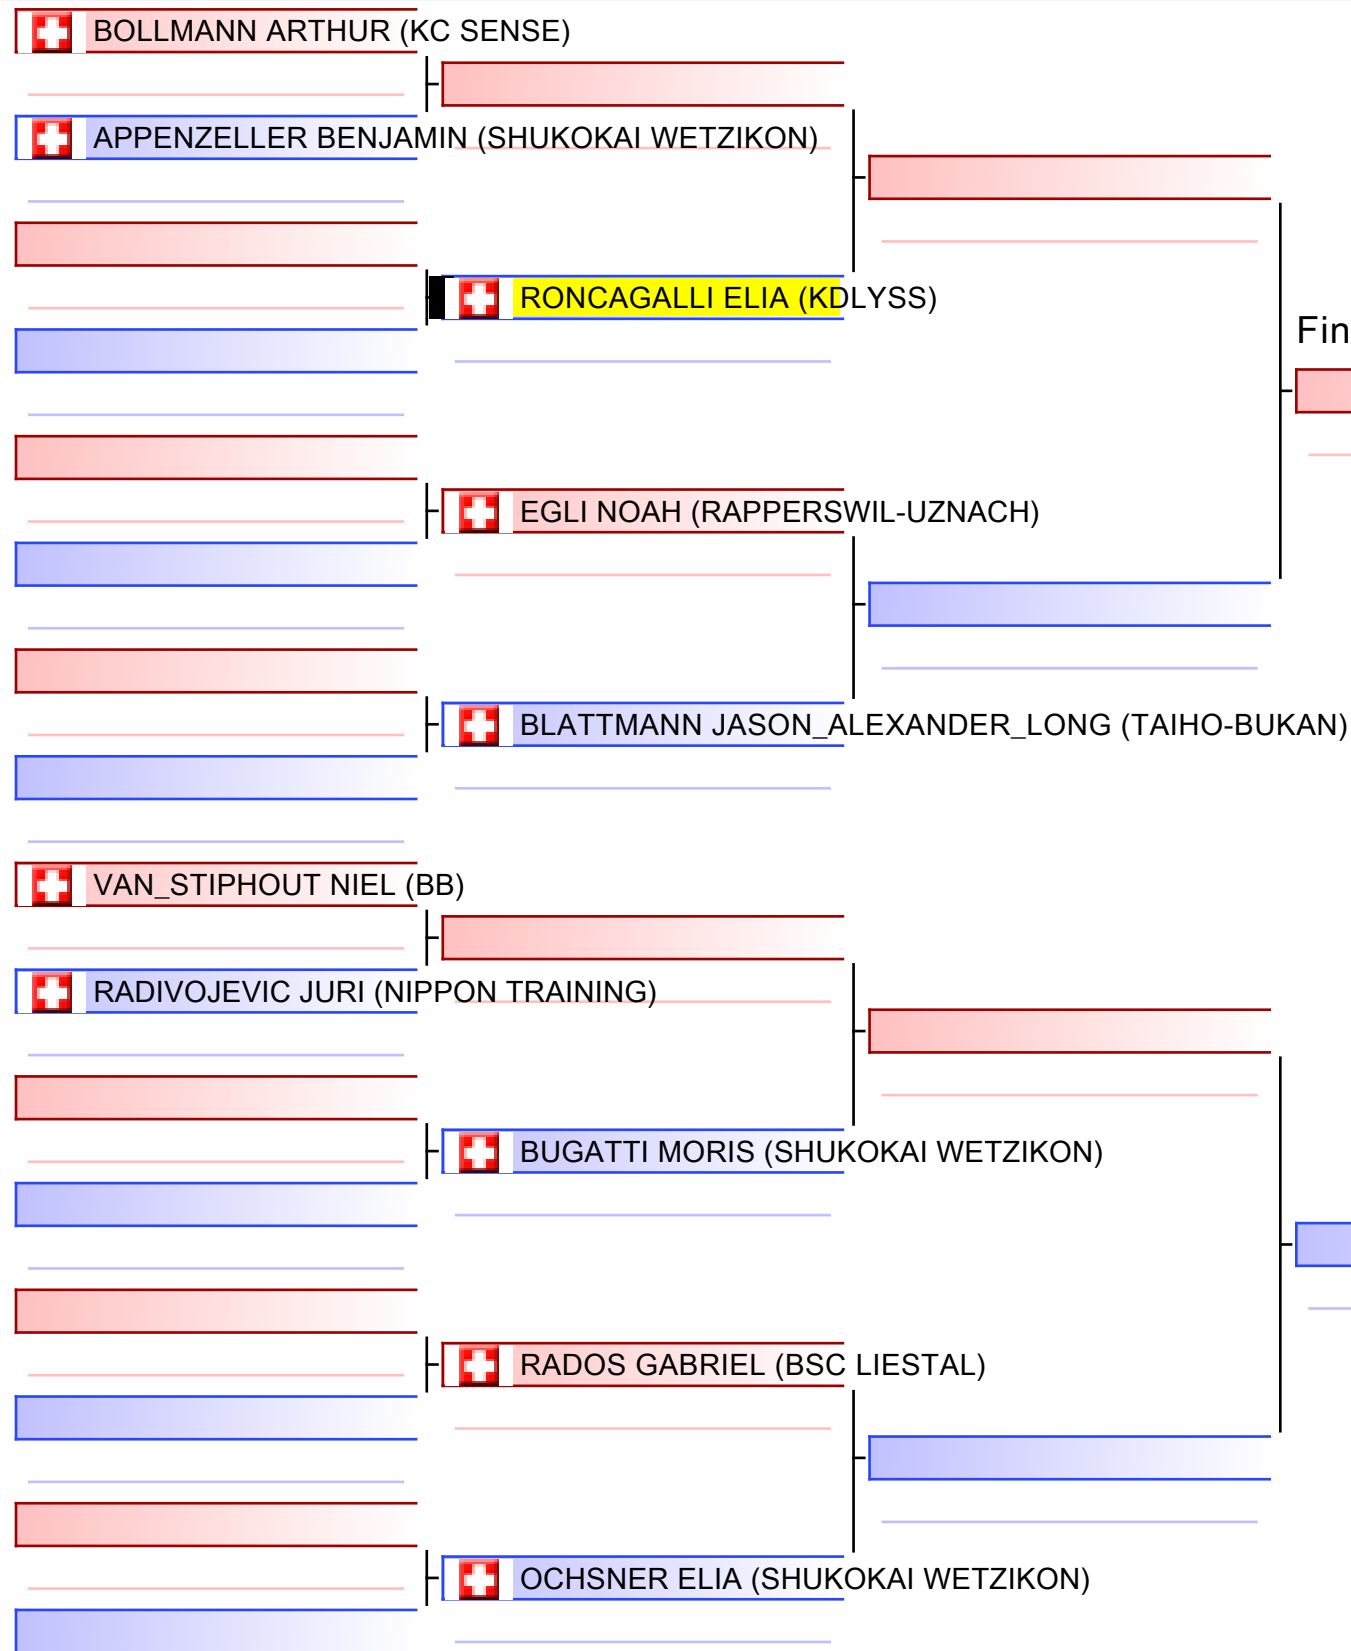 BOLLMANN ARTHUR (KC SENSE)
APPENZELLER BENJAMIN (SHUKOKAI WETZIKON)
RONCAGALLI ELIA (KDLYSS)
Fin
EGLI NOAH (RAPPERSWIL-UZNACH)
BLATTMANN JASON_ALEXANDER_LONG (TAIHO-BUKAN)
VAN_STIPHOUT NIEL (BB)
RADIVOJEVIC JURI (NIPPON TRAINING)
BUGATTI MORIS (SHUKOKAI WETZIKON)
RADOS GABRIEL (BSC LIESTAL)
OCHSNER ELIA (SHUKOKAI WETZIKON)